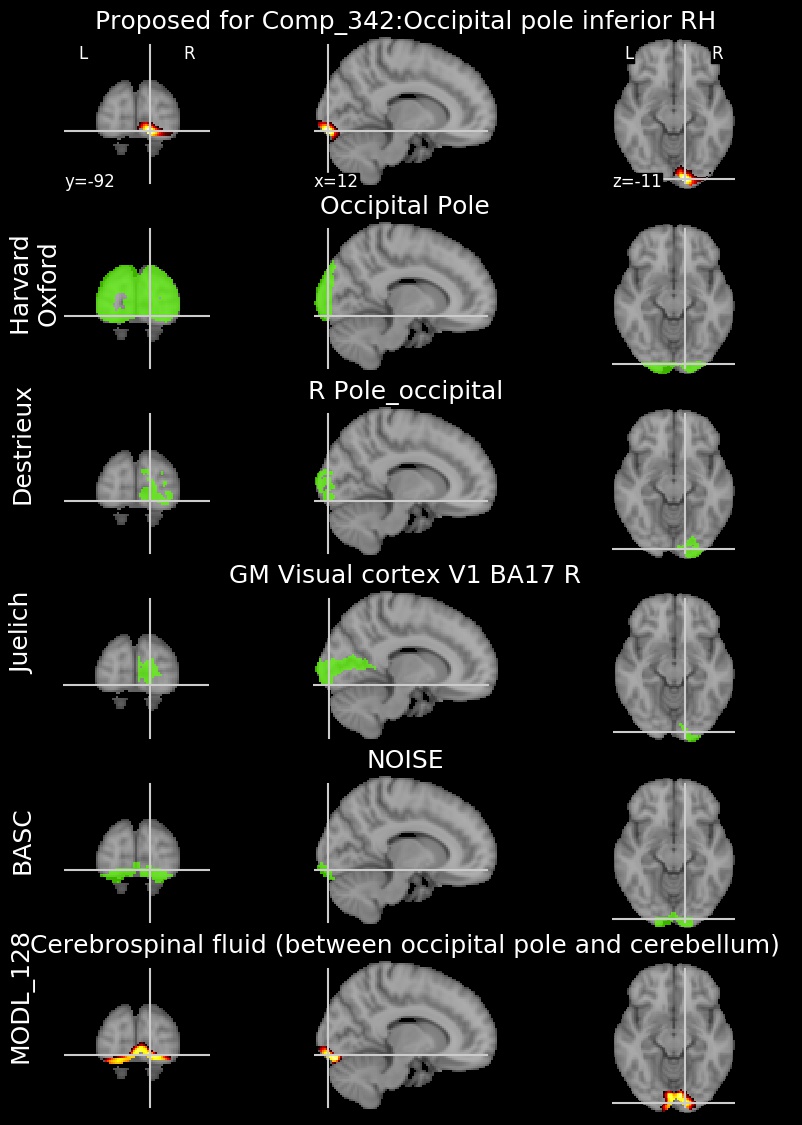 Proposed for Comp_342:Occipital pole inferior RH
L R
L R
y=-92
x=12
z=-11
Occipital Pole
Harvard
Oxford
R Pole_occipital
Destrieux
GM Visual cortex V1 BA17 R
Juelich
NOISE
BASC
Cerebrospinal fluid (between occipital pole and cerebellum)
MODL_128